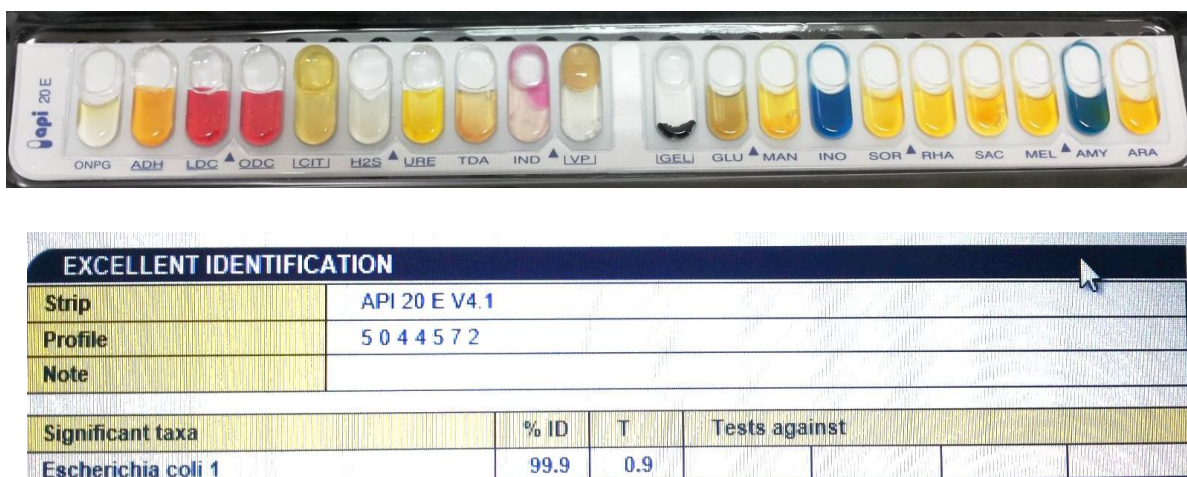 api 20 E
ONPG ADH LDC ODC |CIT| H2S URE TDA IND |VP| |GEL| GLU MAN INO SOR RHA SAC MEL AMY ARA
EXCELLENT IDENTIFICATION
Strip API 20 E V4.1
Profile 5 0 4 4 5 7 2
Note
Significant taxa % ID T Tests against
Escherichia coli 1 99.9 0.9